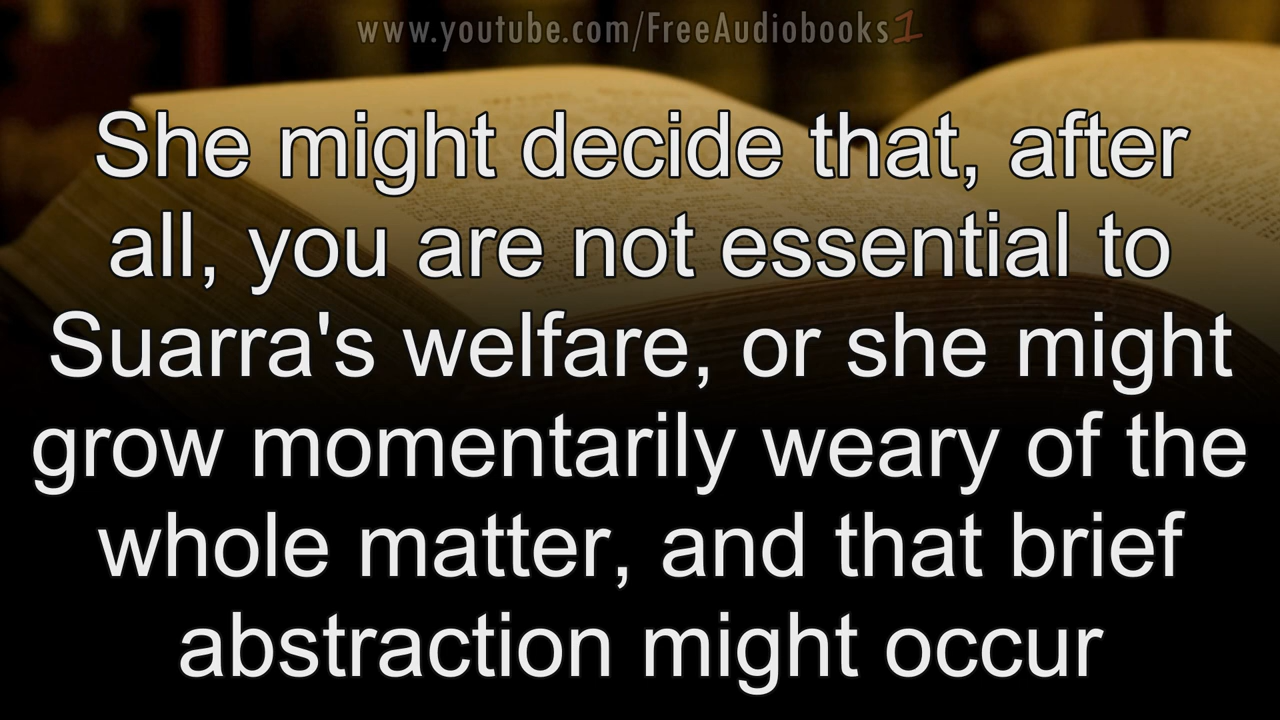 www.youtube.com/FreeAudiobooks1
She might decide that, after
all, you are not essential to
Suarra's welfare, or she might
grow momentarily weary of the
whole matter, and that brief
abstraction might occur